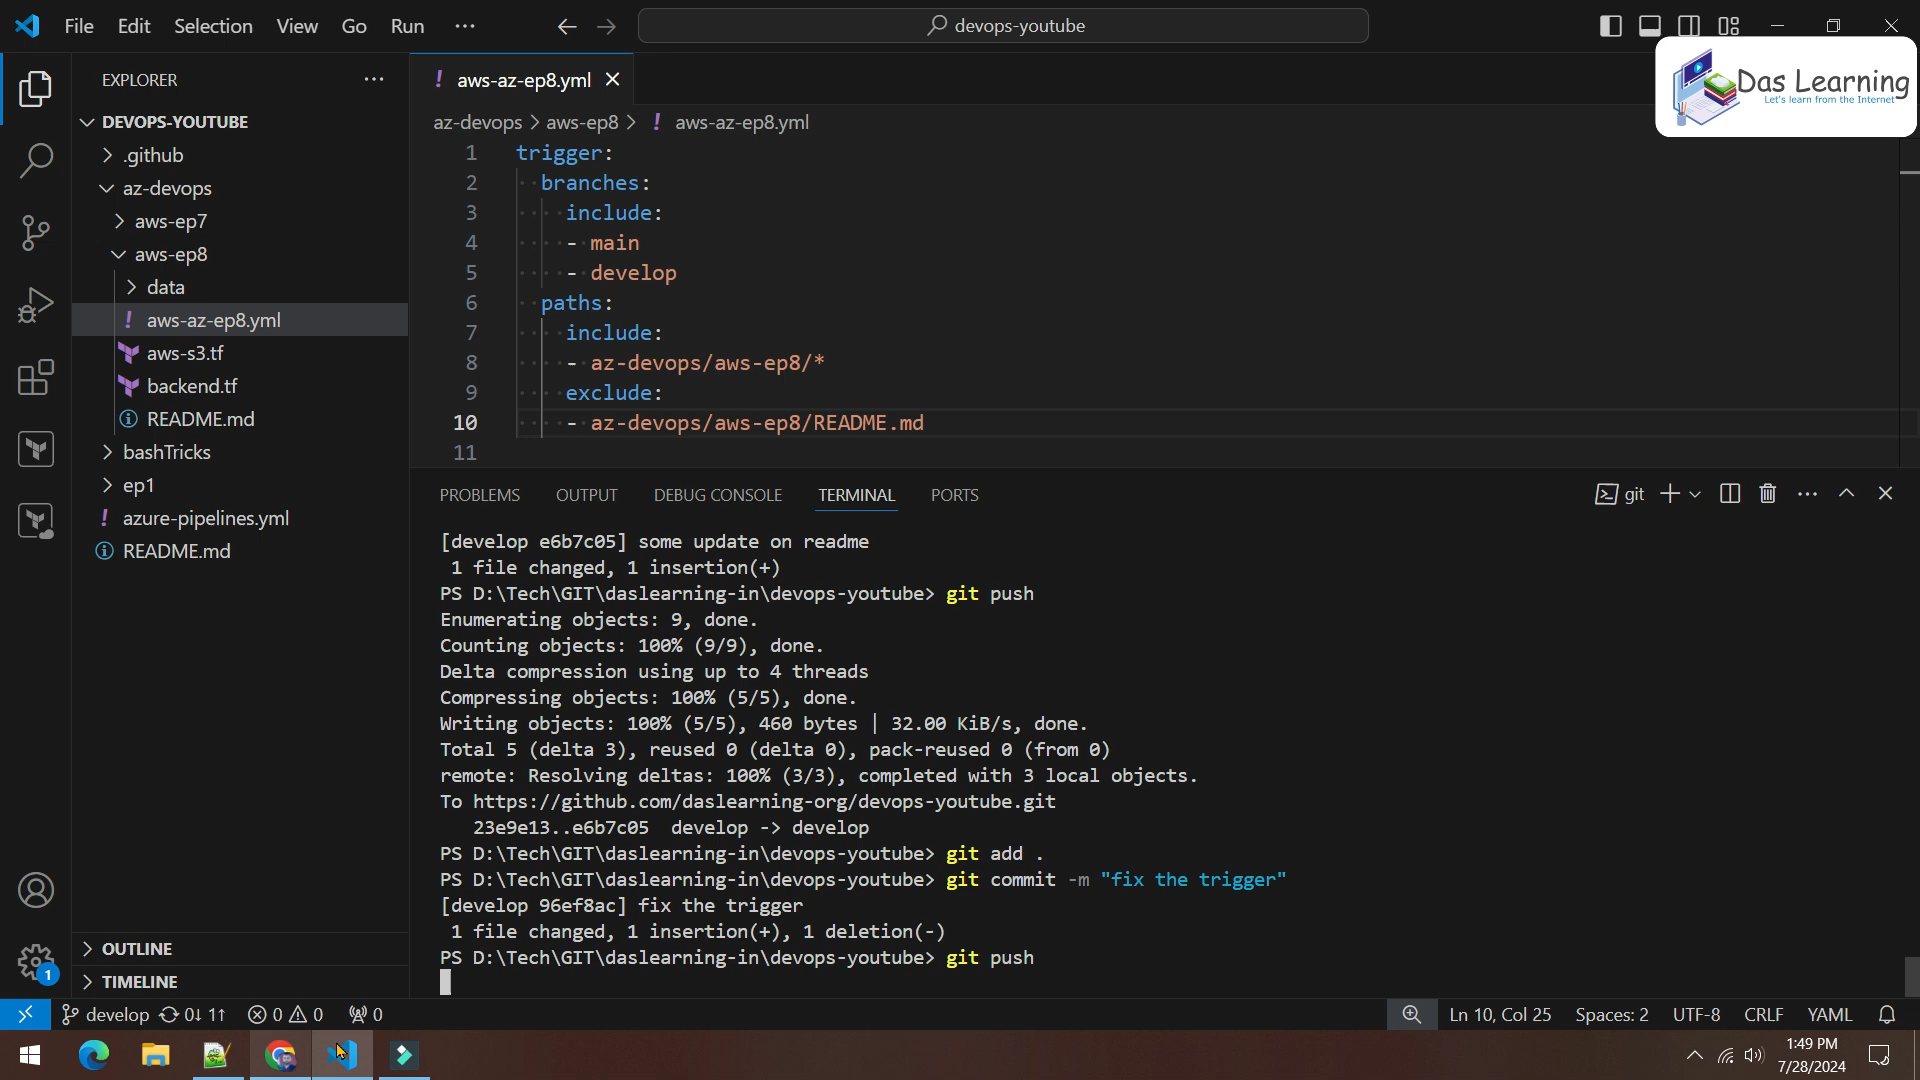 File Edit Selection View Go Run ···
devops-youtube
Das Learning
Let's learn from the Internet
EXPLORER
DEVOPS-YOUTUBE
.github
az-devops
aws-ep7
aws-ep8
data
! aws-az-ep8.yml
aws-s3.tf
backend.tf
README.md
bashTricks
ep1
! azure-pipelines.yml
README.md
OUTLINE
TIMELINE
! aws-az-ep8.yml
az-devops > aws-ep8 > ! aws-az-ep8.yml
1 trigger:
2 branches:
3 include:
4 - main
5 - develop
6 paths:
7 include:
8 - az-devops/aws-ep8/*
9 exclude:
10 - az-devops/aws-ep8/README.md
11
PROBLEMS OUTPUT DEBUG CONSOLE TERMINAL PORTS
git
[develop e6b7c05] some update on readme
1 file changed, 1 insertion(+)
PS D:\Tech\GIT\daslearning-in\devops-youtube> git push
Enumerating objects: 9, done.
Counting objects: 100% (9/9), done.
Delta compression using up to 4 threads
Compressing objects: 100% (5/5), done.
Writing objects: 100% (5/5), 460 bytes | 32.00 KiB/s, done.
Total 5 (delta 3), reused 0 (delta 0), pack-reused 0 (from 0)
remote: Resolving deltas: 100% (3/3), completed with 3 local objects.
To https://github.com/daslearning-org/devops-youtube.git
23e9e13..e6b7c05 develop -> develop
PS D:\Tech\GIT\daslearning-in\devops-youtube> git add .
PS D:\Tech\GIT\daslearning-in\devops-youtube> git commit -m "fix the trigger"
[develop 96ef8ac] fix the trigger
1 file changed, 1 insertion(+), 1 deletion(-)
PS D:\Tech\GIT\daslearning-in\devops-youtube> git push
1
develop 0↓ 1↑ 0 0 0
Ln 10, Col 25 Spaces: 2 UTF-8 CRLF YAML
1:49 PM
7/28/2024